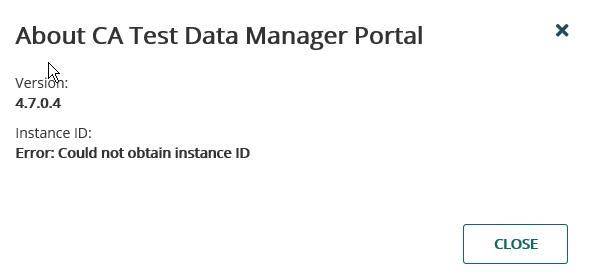 About CA Test Data Manager Portal
Version:
4.7.0.4
Instance ID:
Error: Could not obtain instance ID
CLOSE